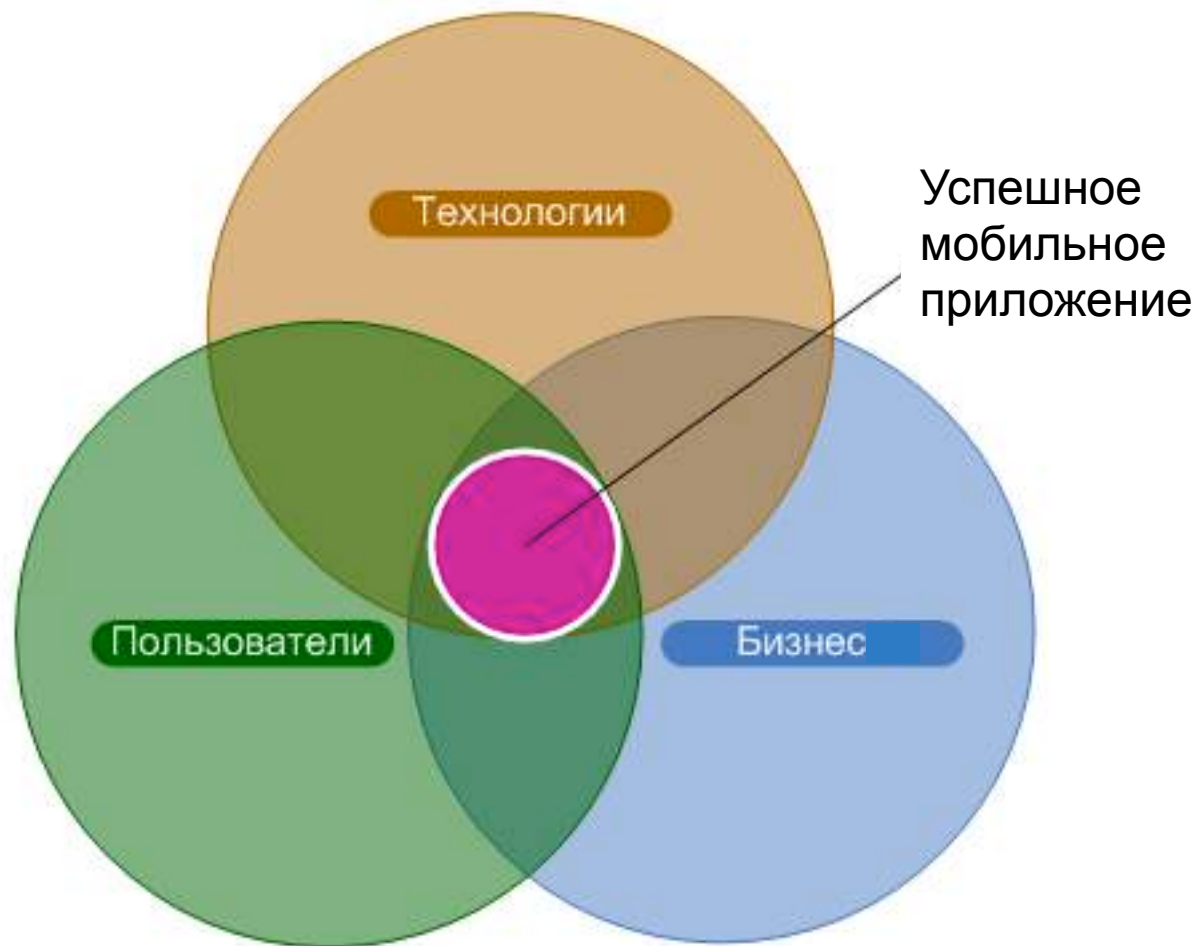 Технологии
Успешное
мобильное
приложение
Пользователи
Бизнес